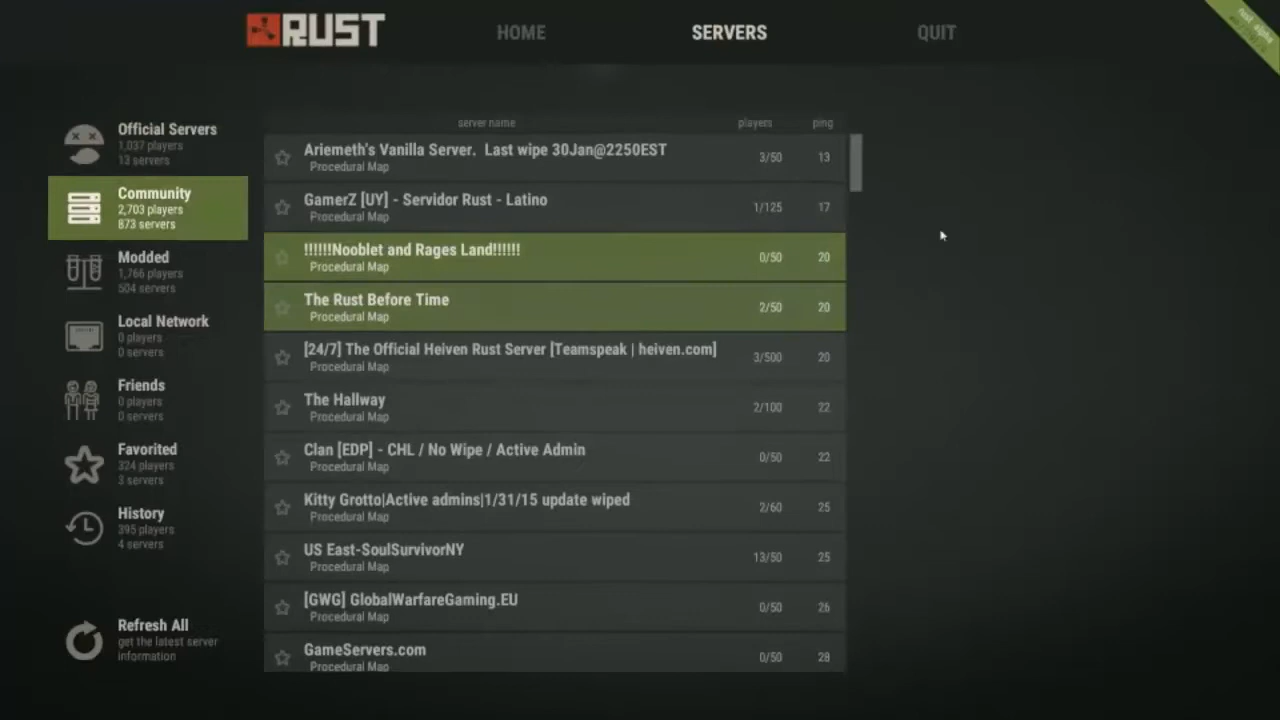 RUST
HOME
SERVERS
QUIT
Official Servers
1,037 players
13 servers
Community
2,703 players
873 servers
Modded
1,766 players
504 servers
Local Network
0 players
0 servers
Friends
0 players
0 servers
Favorited
324 players
3 servers
History
395 players
4 servers
Refresh All
get the latest server
information
server name players ping
Ariemeth's Vanilla Server. Last wipe 30Jan@2250EST 3/50 13
Procedural Map
GamerZ [UY] - Servidor Rust - Latino 1/125 17
Procedural Map
!!!!!!Nooblet and Rages Land!!!!!! 0/50 20
Procedural Map
The Rust Before Time 2/50 20
Procedural Map
[24/7] The Official Heiven Rust Server [Teamspeak | heiven.com] 3/500 20
Procedural Map
The Hallway 2/100 22
Procedural Map
Clan [EDP] - CHL / No Wipe / Active Admin 0/50 22
Procedural Map
Kitty Grotto|Active admins|1/31/15 update wiped 2/60 25
Procedural Map
US East-SoulSurvivorNY 13/50 25
Procedural Map
[GWG] GlobalWarfareGaming.EU 0/50 26
Procedural Map
GameServers.com 0/50 28
Procedural Map